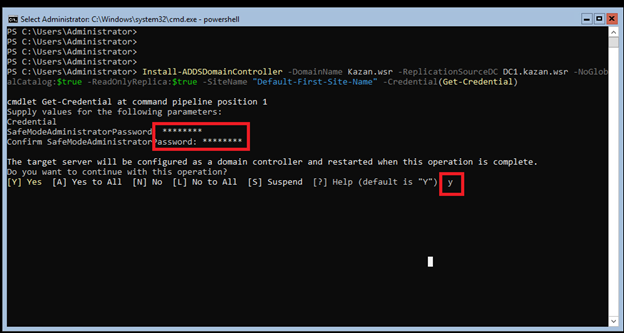 Select Administrator: C:\Windows\system32\cmd.exe - powershell
PS C:\Users\Administrator>
PS C:\Users\Administrator>
PS C:\Users\Administrator>
PS C:\Users\Administrator>
PS C:\Users\Administrator> Install-ADDSDomainController -DomainName Kazan.wsr -ReplicationSourceDC DC1.kazan.wsr -NoGlob
alCatalog:$true -ReadOnlyReplica:$true -SiteName "Default-First-Site-Name" -Credential(Get-Credential)
cmdlet Get-Credential at command pipeline position 1
Supply values for the following parameters:
Credential
SafeModeAdministratorPassword: ********
Confirm SafeModeAdministratorPassword: ********
The target server will be configured as a domain controller and restarted when this operation is complete.
Do you want to continue with this operation?
[Y] Yes [A] Yes to All [N] No [L] No to All [S] Suspend [?] Help (default is "Y") y